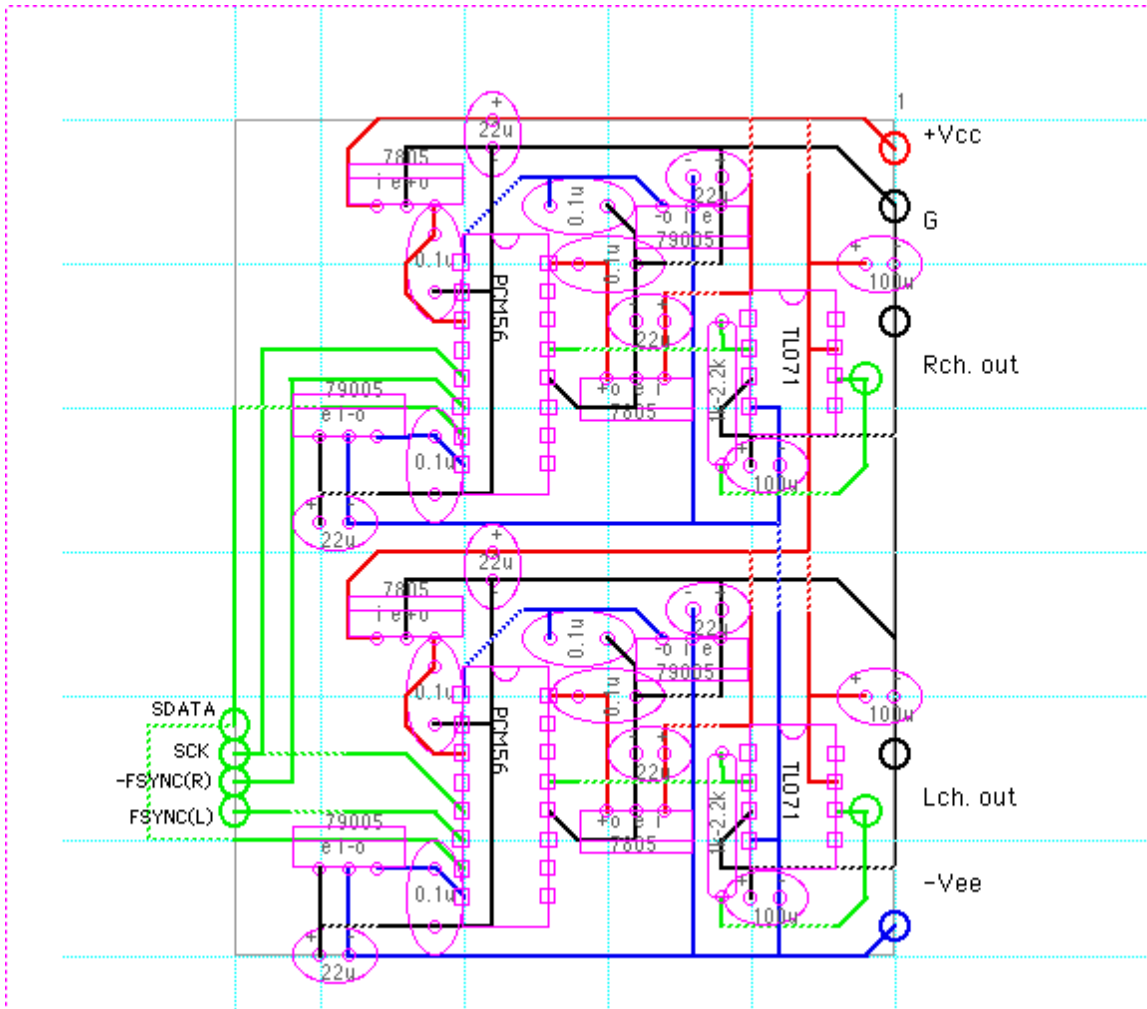 1
+
+Vcc
22u
-
7805
i e+o
- +
22u
G
0.1u
-o i e
79005
0.1u
0.1u
+ -
100u
PCM56
- +
22u
TL071
Rch. out
+o e i
7805
1k-2.2k
79005
e i-o
0.1u
+ -
100u
+ -
22u
+
22u
-
7805
i e+o
- +
22u
0.1u
-o i e
79005
0.1u
0.1u
+ -
100u
SDATA
PCM56
SCK
- +
22u
TL071
-FSYNC(R)
Lch. out
FSYNC(L)
+o e i
7805
1k-2.2k
79005
e i-o
0.1u
-Vee
+ -
100u
+ -
22u